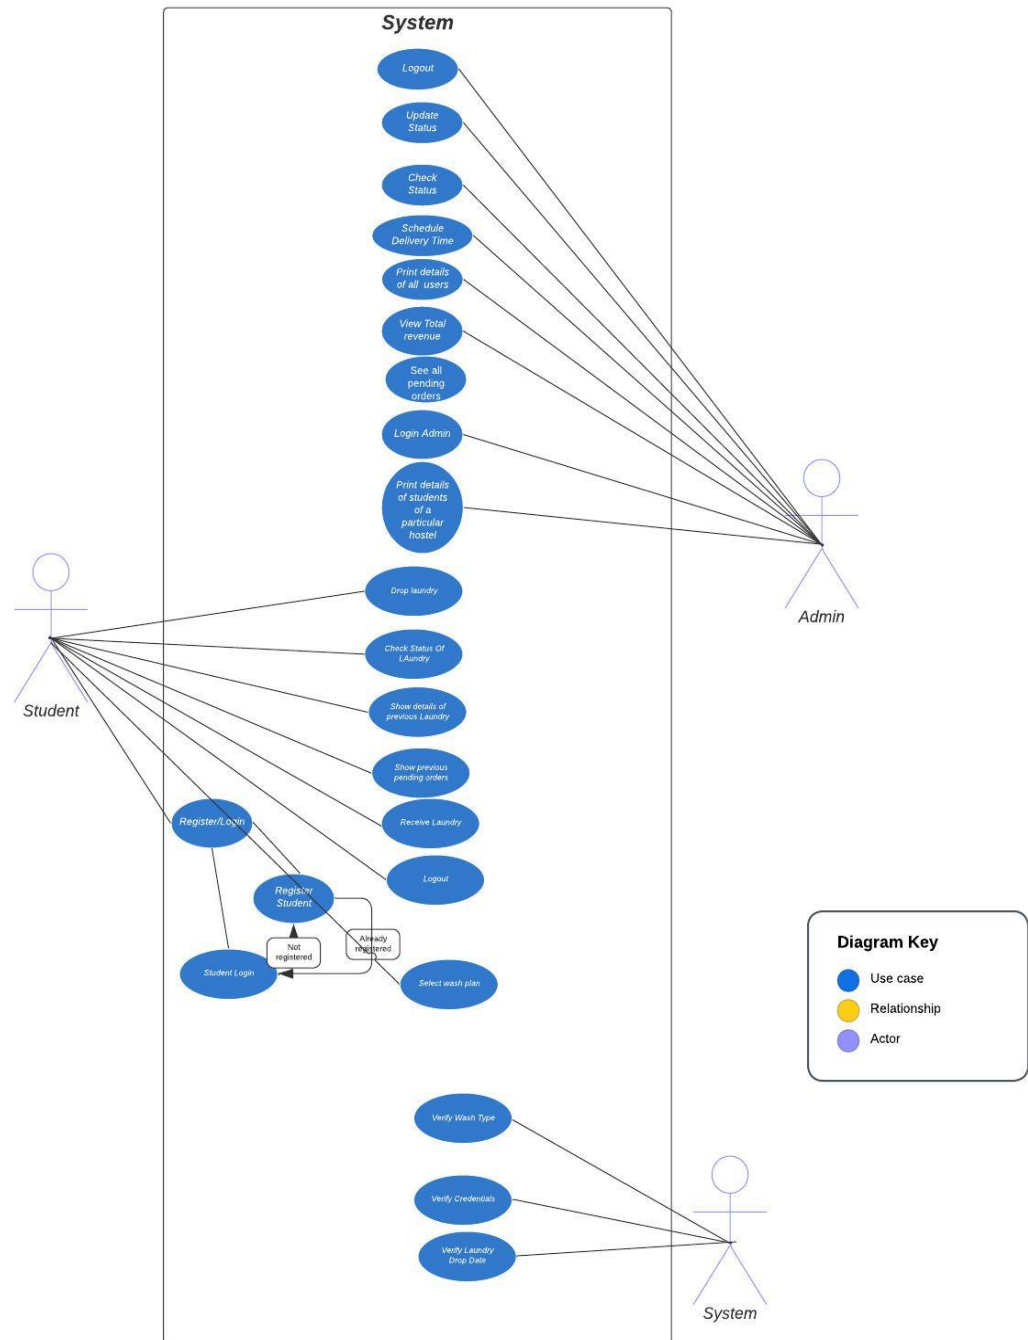 System
Logout
Update
Status
Check
Status
Schedule
Delivery Time
Print details
of all users
View Total
revenue
See all
pending
orders
Login Admin
Print details
of students
of a
particular
hostel
Admin
Drop laundry
Check Status Of
LAundry
Student
Show details of
previous Laundry
Show previous
pending orders
Register/Login
Receive Laundry
Logout
Register
Student
Already
registered
Not
registered
Student Login
Select wash plan
Diagram Key
Use case
Relationship
Actor
Verify Wash Type
Verify Credentials
Verify Laundry
Drop Date
System